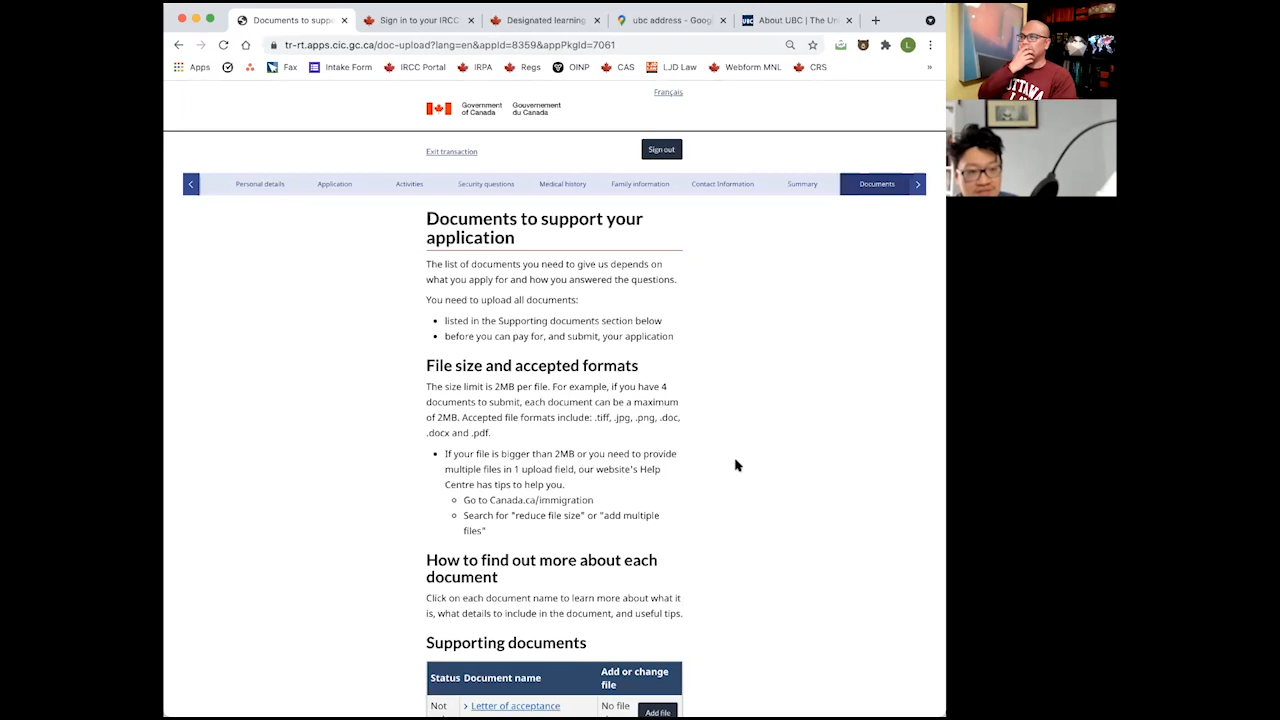 Documents to suppo
Sign in to your IRCC
Designated learning
ubc address - Goog
UBC
About UBC | The Un
tr-rt.apps.cic.gc.ca/doc-upload?lang=en&appId=8359&appPkgId=7061
L
Apps
Fax
Intake Form
IRCC Portal
IRPA
Regs
OINP
CAS
LJD Law
Webform MNL
CRS
»
Français
Government of Canada
Gouvernement du Canada
Exit transaction
Sign out
Personal details
Application
Activities
Security questions
Medical history
Family information
Contact Information
Summary
Documents
Documents to support your
application
The list of documents you need to give us depends on
what you apply for and how you answered the questions.
You need to upload all documents:
listed in the Supporting documents section below
before you can pay for, and submit, your application
File size and accepted formats
The size limit is 2MB per file. For example, if you have 4
documents to submit, each document can be a maximum
of 2MB. Accepted file formats include: .tiff, .jpg, .png, .doc,
.docx and .pdf.
If your file is bigger than 2MB or you need to provide
multiple files in 1 upload field, our website's Help
Centre has tips to help you.
Go to Canada.ca/immigration
Search for "reduce file size" or "add multiple
files"
How to find out more about each
document
Click on each document name to learn more about what it
is, what details to include in the document, and useful tips.
Supporting documents
Status Document name Add or change
file
Not
Letter of acceptance
No file
Add file
OTTAWA